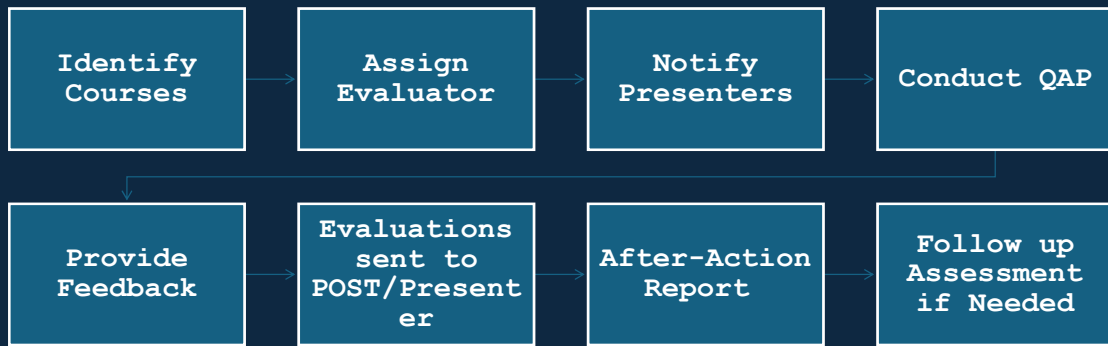 Identify
Courses
Assign
Evaluator
Notify
Presenters
Conduct QAP
Provide
Feedback
Evaluations
sent to
POST/Present
er
After-Action
Report
Follow up
Assessment
if Needed